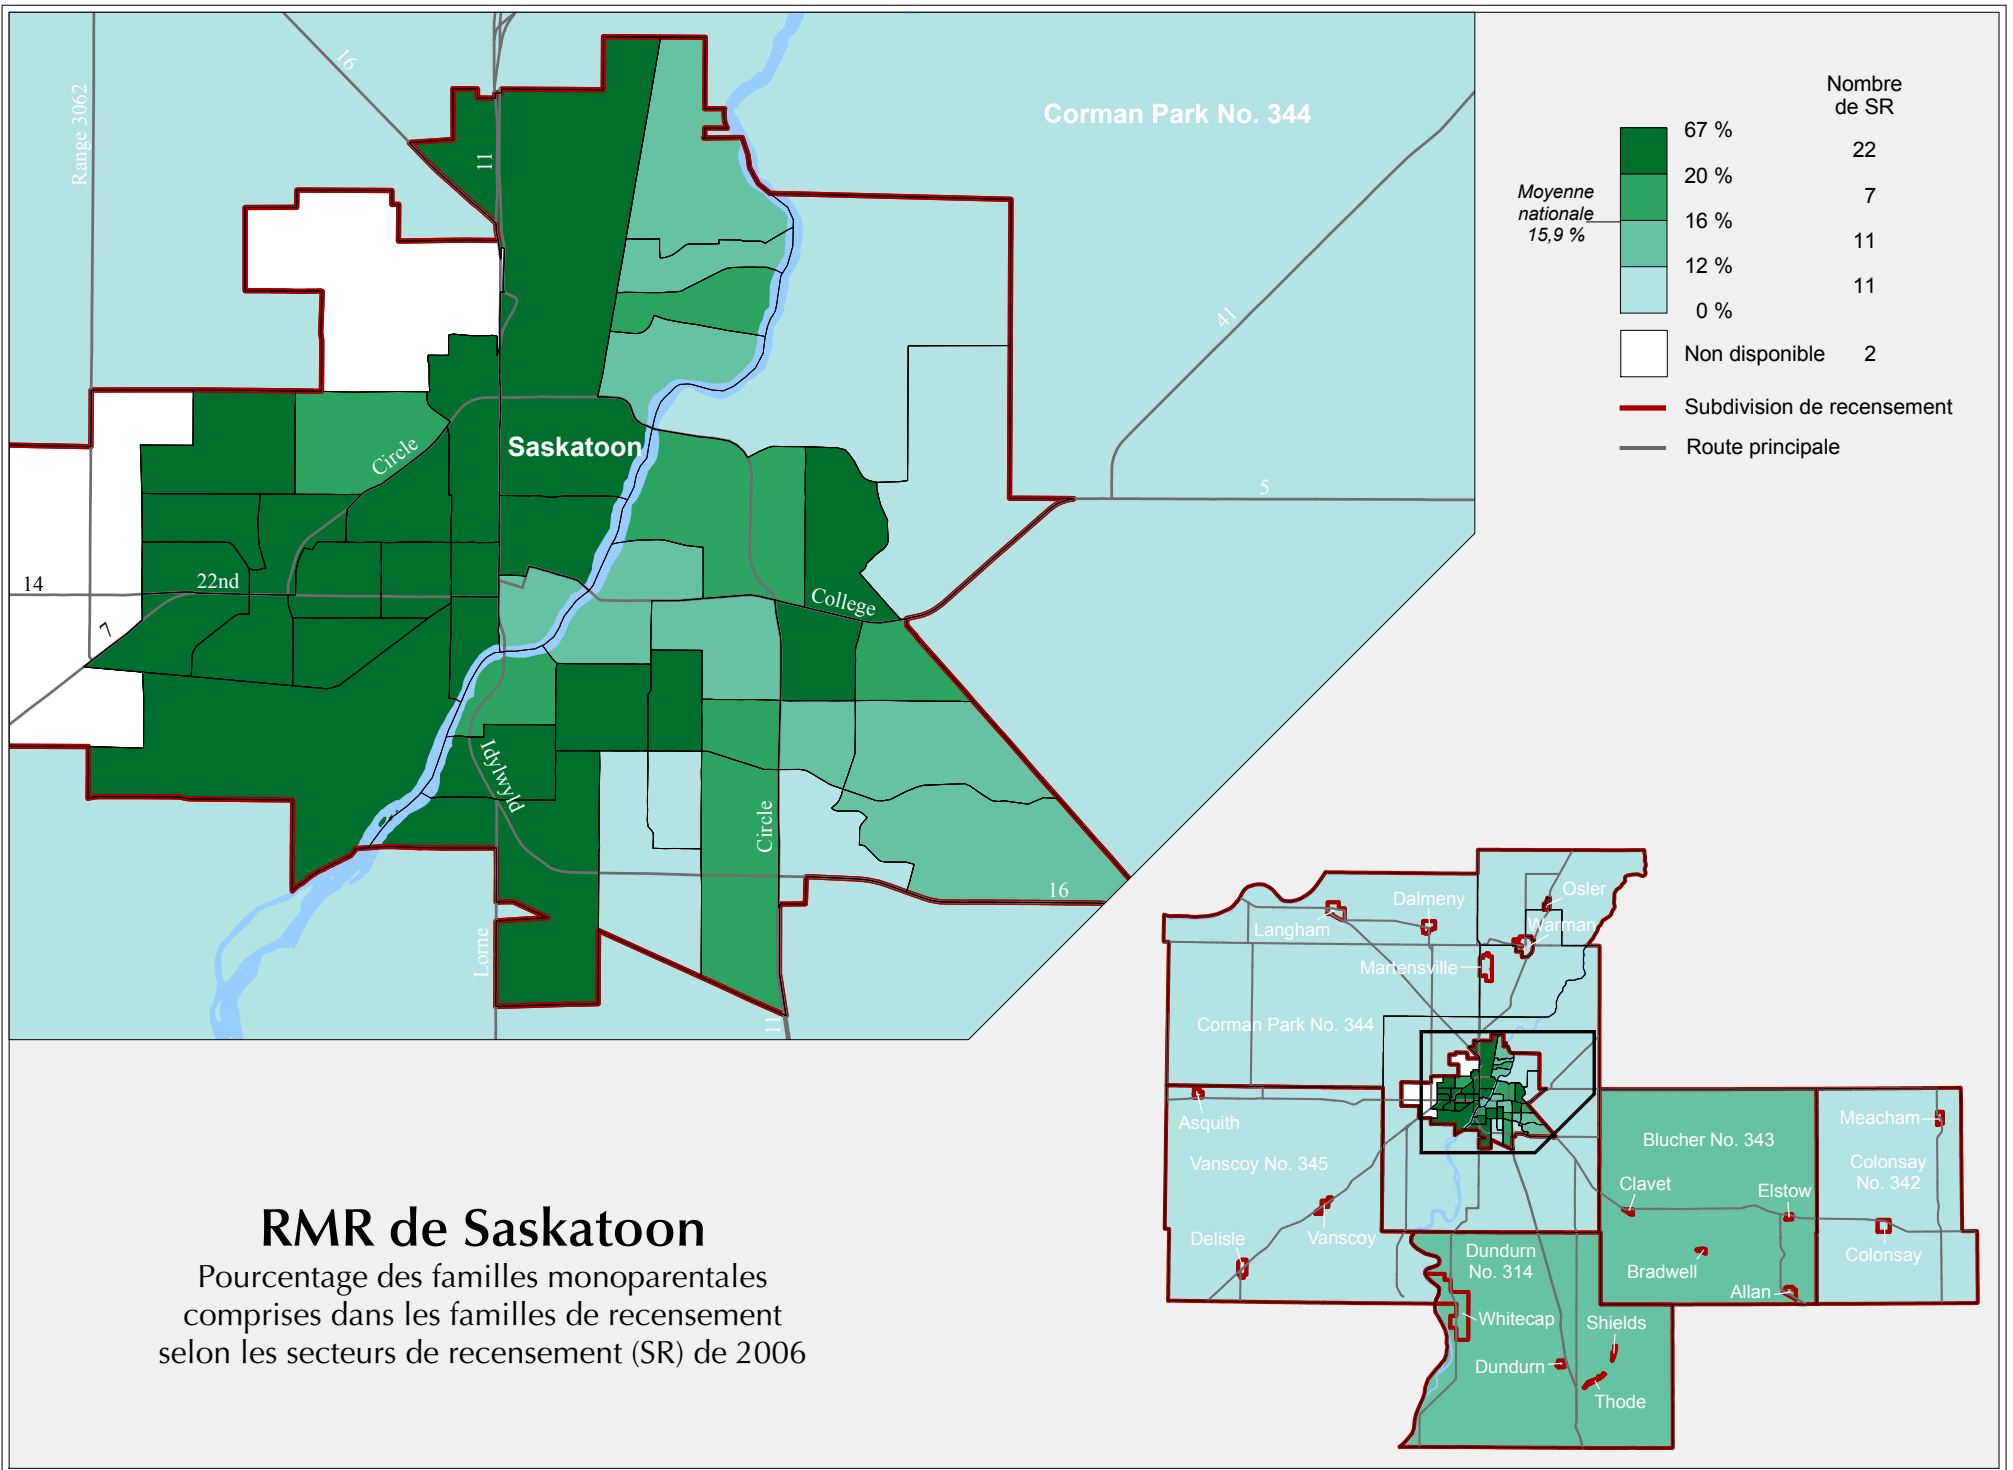 16
Range 3062
11
Corman Park No. 344
41
5
Circle
Saskatoon
14
22nd
7
College
Idylwyld
Circle
16
Lorne
11
Nombre
de SR
67 %
22
20 %
7
Moyenne
nationale
15,9 %
16 %
11
12 %
11
0 %
Non disponible
2
Subdivision de recensement
Route principale
RMR de Saskatoon
Pourcentage des familles monoparentales
comprises dans les familles de recensement
selon les secteurs de recensement (SR) de 2006
Osler
Dalmeny
Langham
Warman
Martensville
Corman Park No. 344
Asquith
Vanscoy No. 345
Delisle
Vanscoy
Meacham
Blucher No. 343
Colonsay
No. 342
Clavet
Elstow
Colonsay
Bradwell
Allan
Dundurn
No. 314
Whitecap
Shields
Dundurn
Thode